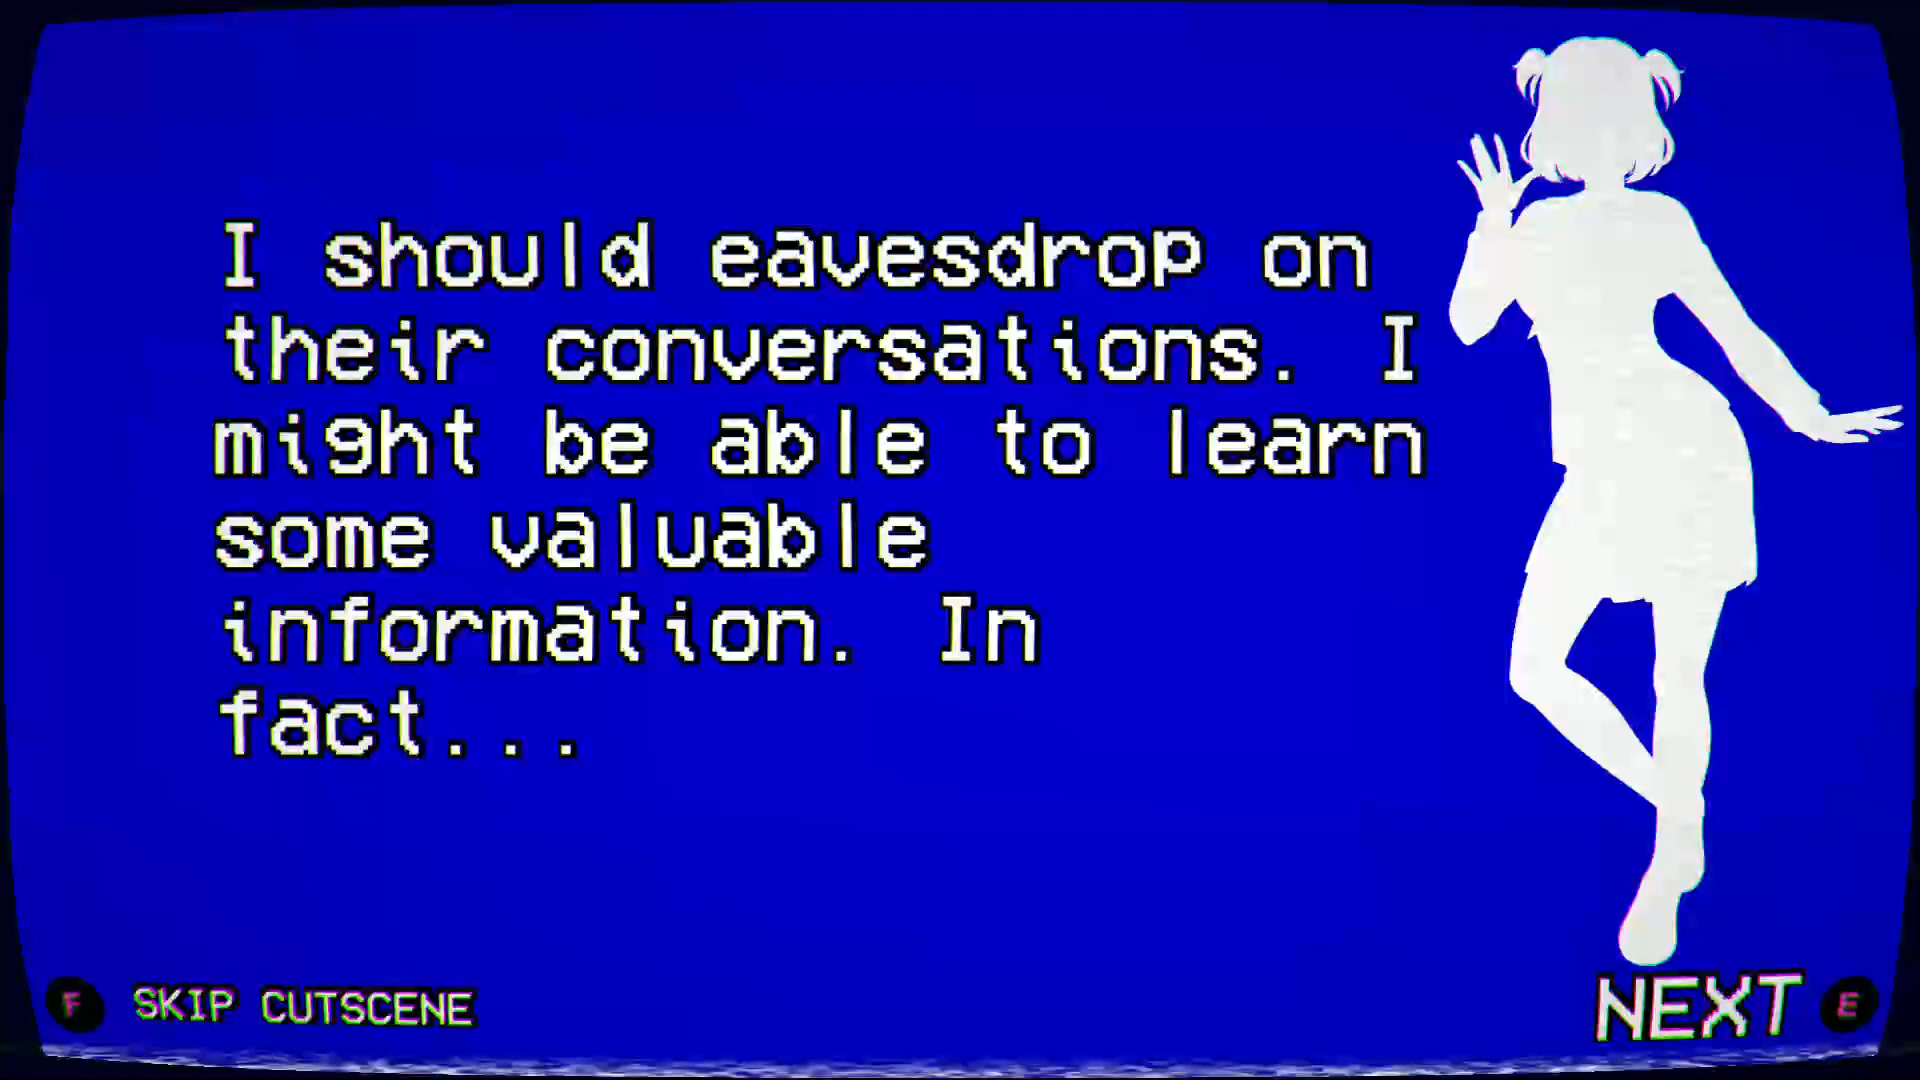 I should eavesdrop on
their conversations. I
might be able to learn
some valuable
information. In
fact...
F SKIP CUTSCENE
NEXT E